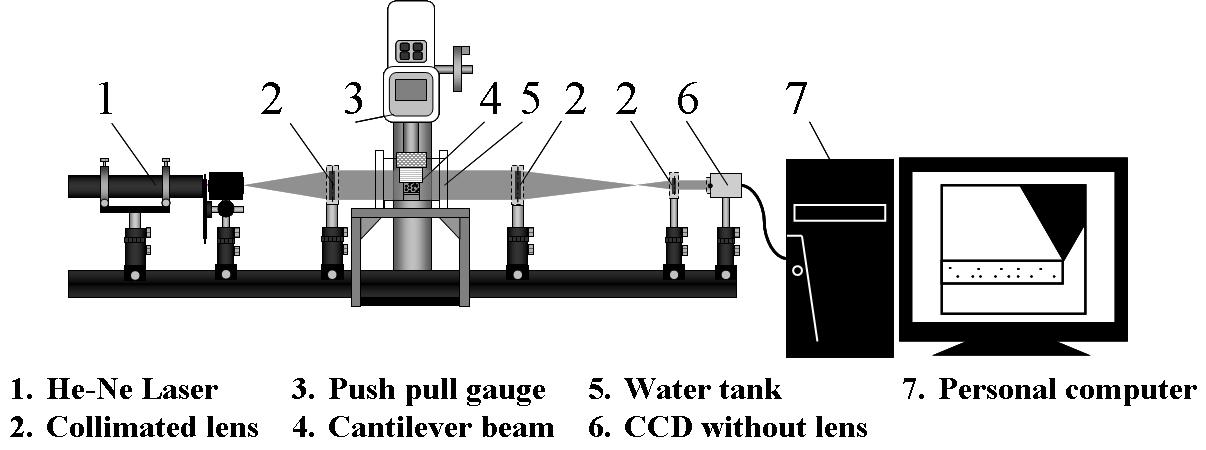 1 2 3 4 5 2 2 6 7
1. He-Ne Laser 3. Push pull gauge 5. Water tank 7. Personal computer
2. Collimated lens 4. Cantilever beam 6. CCD without lens